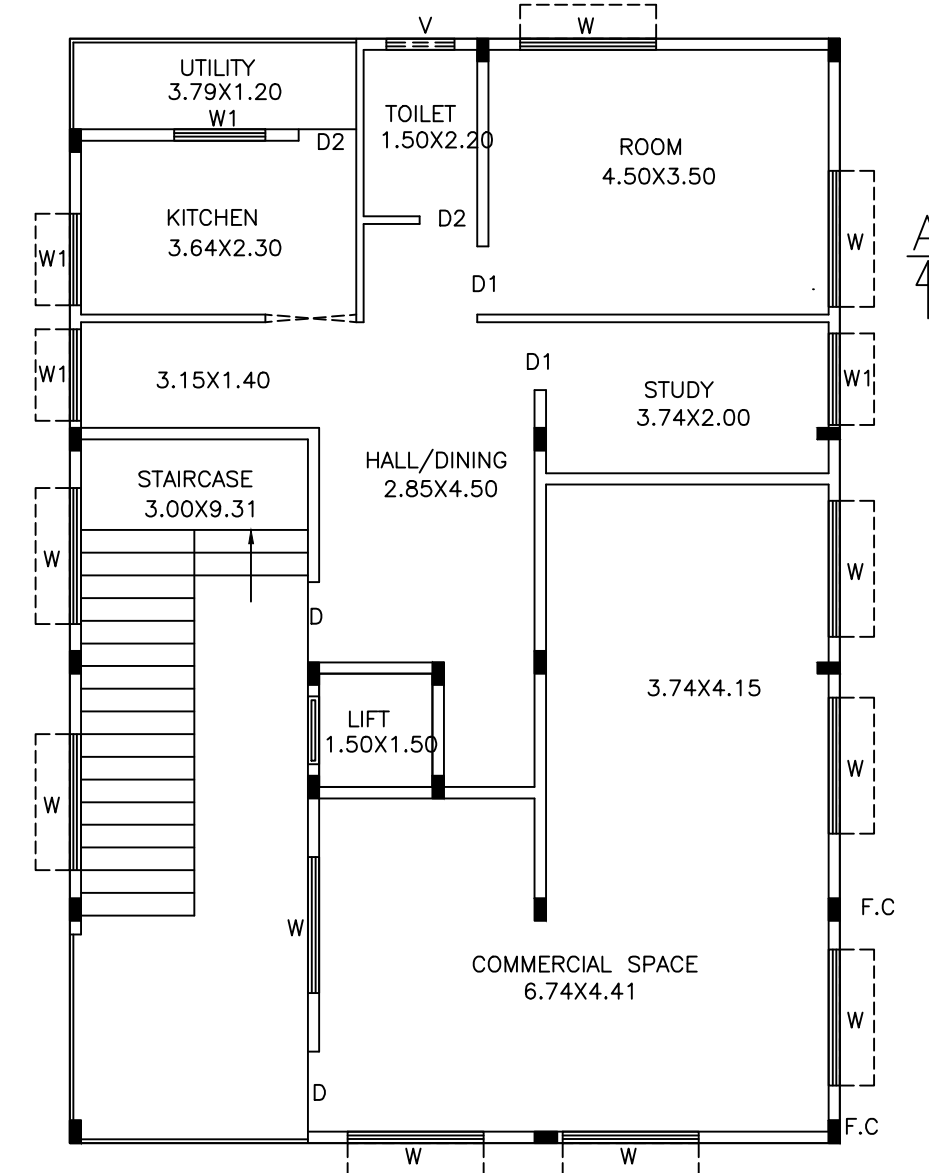 V
W
UTILITY
3.79X1.20
W1
D2
TOILET
1.50X2.20
ROOM
4.50X3.50
KITCHEN
3.64X2.30
D2
W1
W
D1
W1
3.15X1.40
D1
STUDY
3.74X2.00
W1
HALL/DINING
2.85X4.50
STAIRCASE
3.00X9.31
W
W
D
3.74X4.15
LIFT
1.50X1.50
W
W
F.C
W
COMMERCIAL SPACE
6.74X4.41
W
D
F.C
W
W